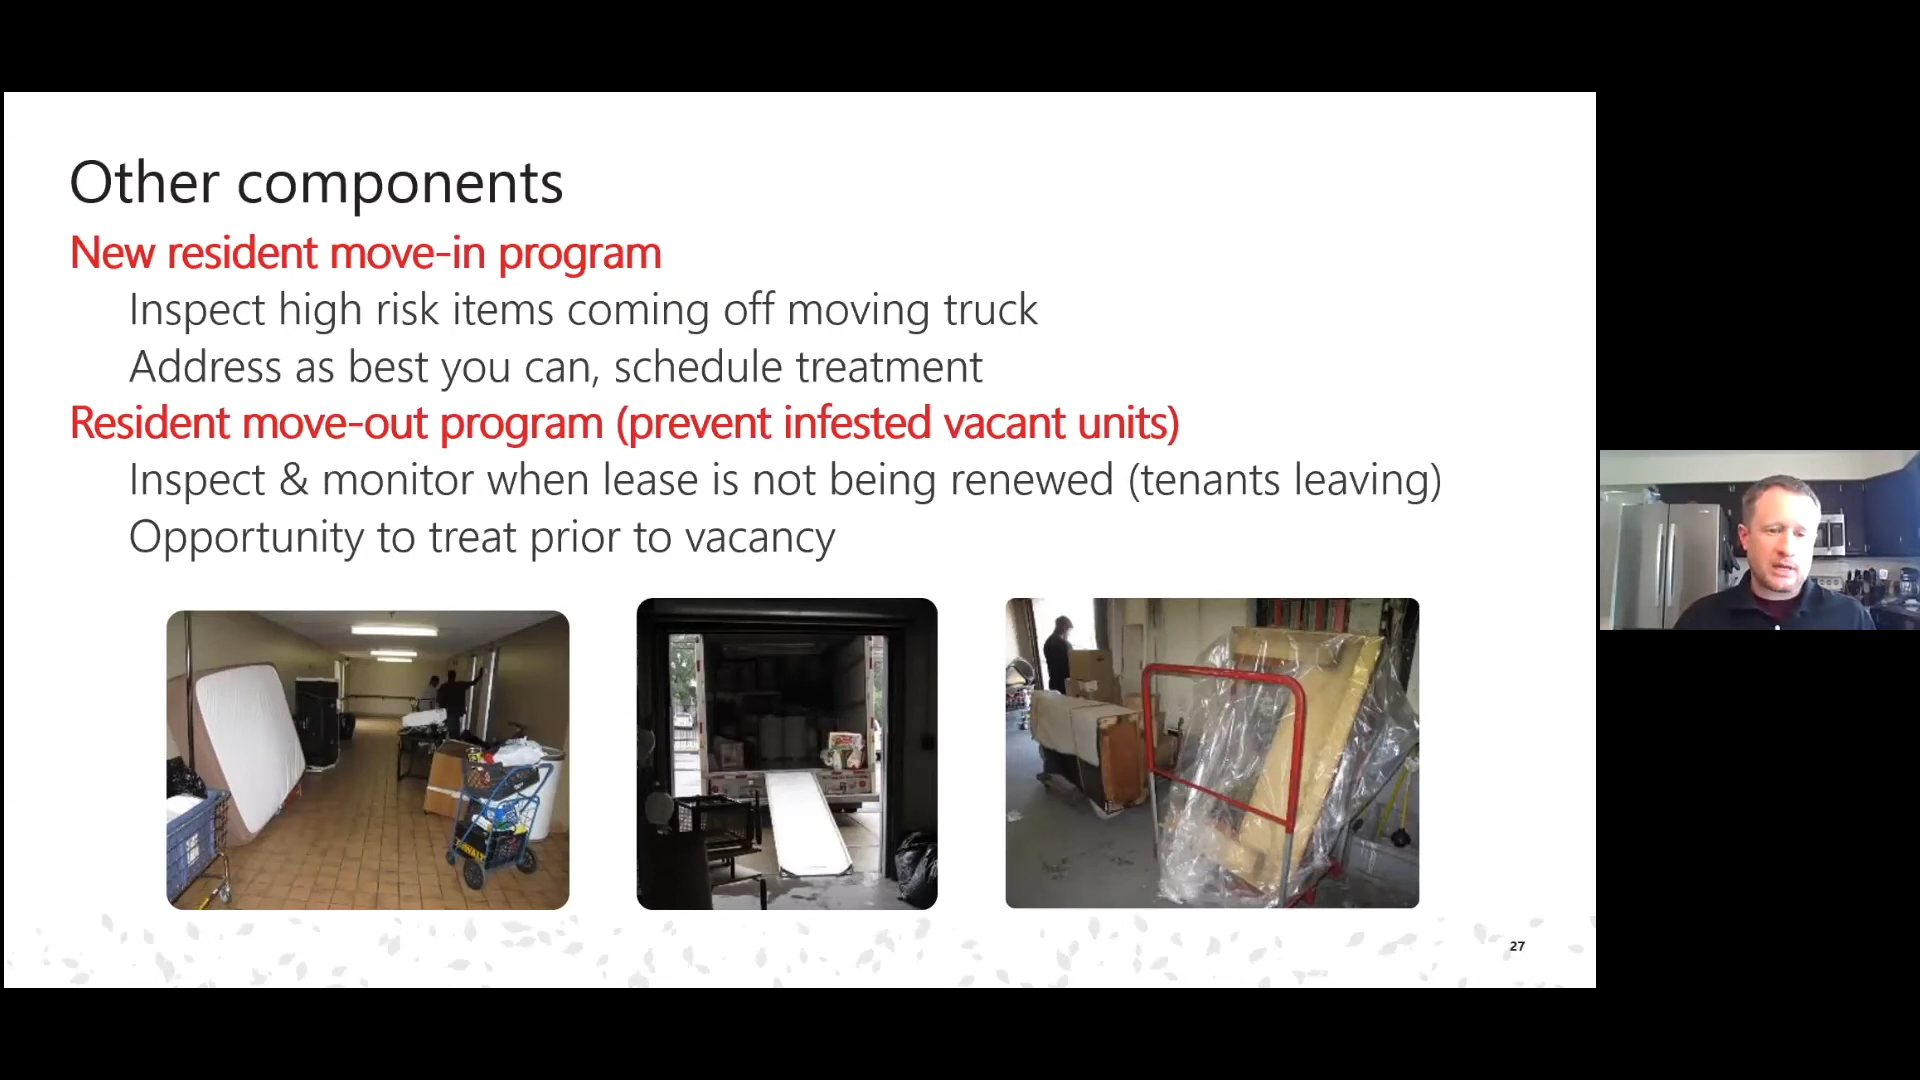 Other components
New resident move-in program
Inspect high risk items coming off moving truck
Address as best you can, schedule treatment
Resident move-out program (prevent infested vacant units)
Inspect & monitor when lease is not being renewed (tenants leaving)
Opportunity to treat prior to vacancy
27